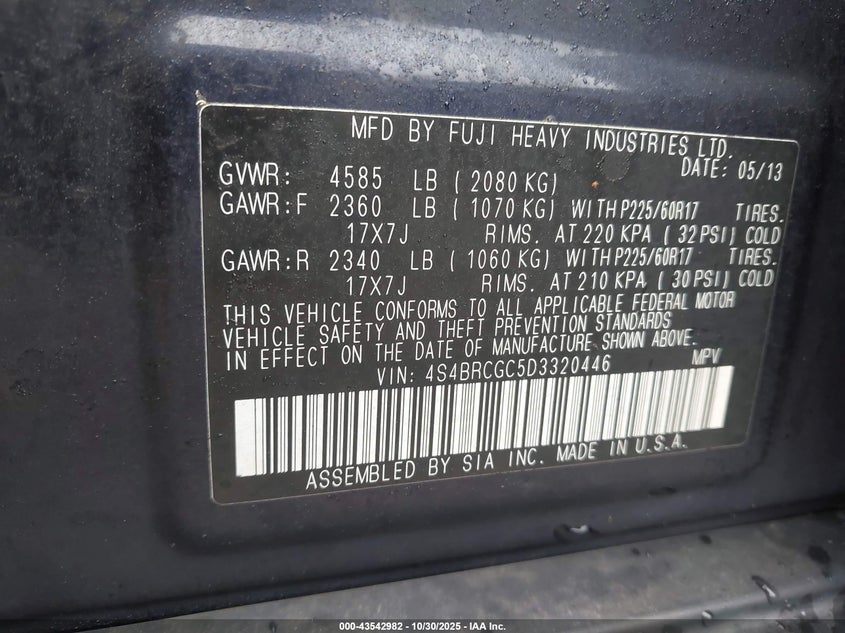 MFD BY FUJI HEAVY INDUSTRIES LTD.
DATE: 05/13
GVWR: 4585 LB ( 2080 KG)
GAWR:F 2360 LB ( 1070 KG) WITH P225/60R17 TIRES.
17X7J RIMS. AT 220 KPA ( 32 PSI) COLD
GAWR:R 2340 LB ( 1060 KG) WITH P225/60R17 TIRES.
17X7J RIMS. AT 210 KPA ( 30 PSI) COLD
THIS VEHICLE CONFORMS TO ALL APPLICABLE FEDERAL MOTOR
VEHICLE SAFETY AND THEFT PREVENTION STANDARDS
IN EFFECT ON THE DATE OF MANUFACTURE SHOWN ABOVE.
VIN: 4S4BRCGC5D3320446 MPV
ASSEMBLED BY SIA INC. MADE IN U.S.A.
000-43542982 - 10/30/2025 - IAA Inc.